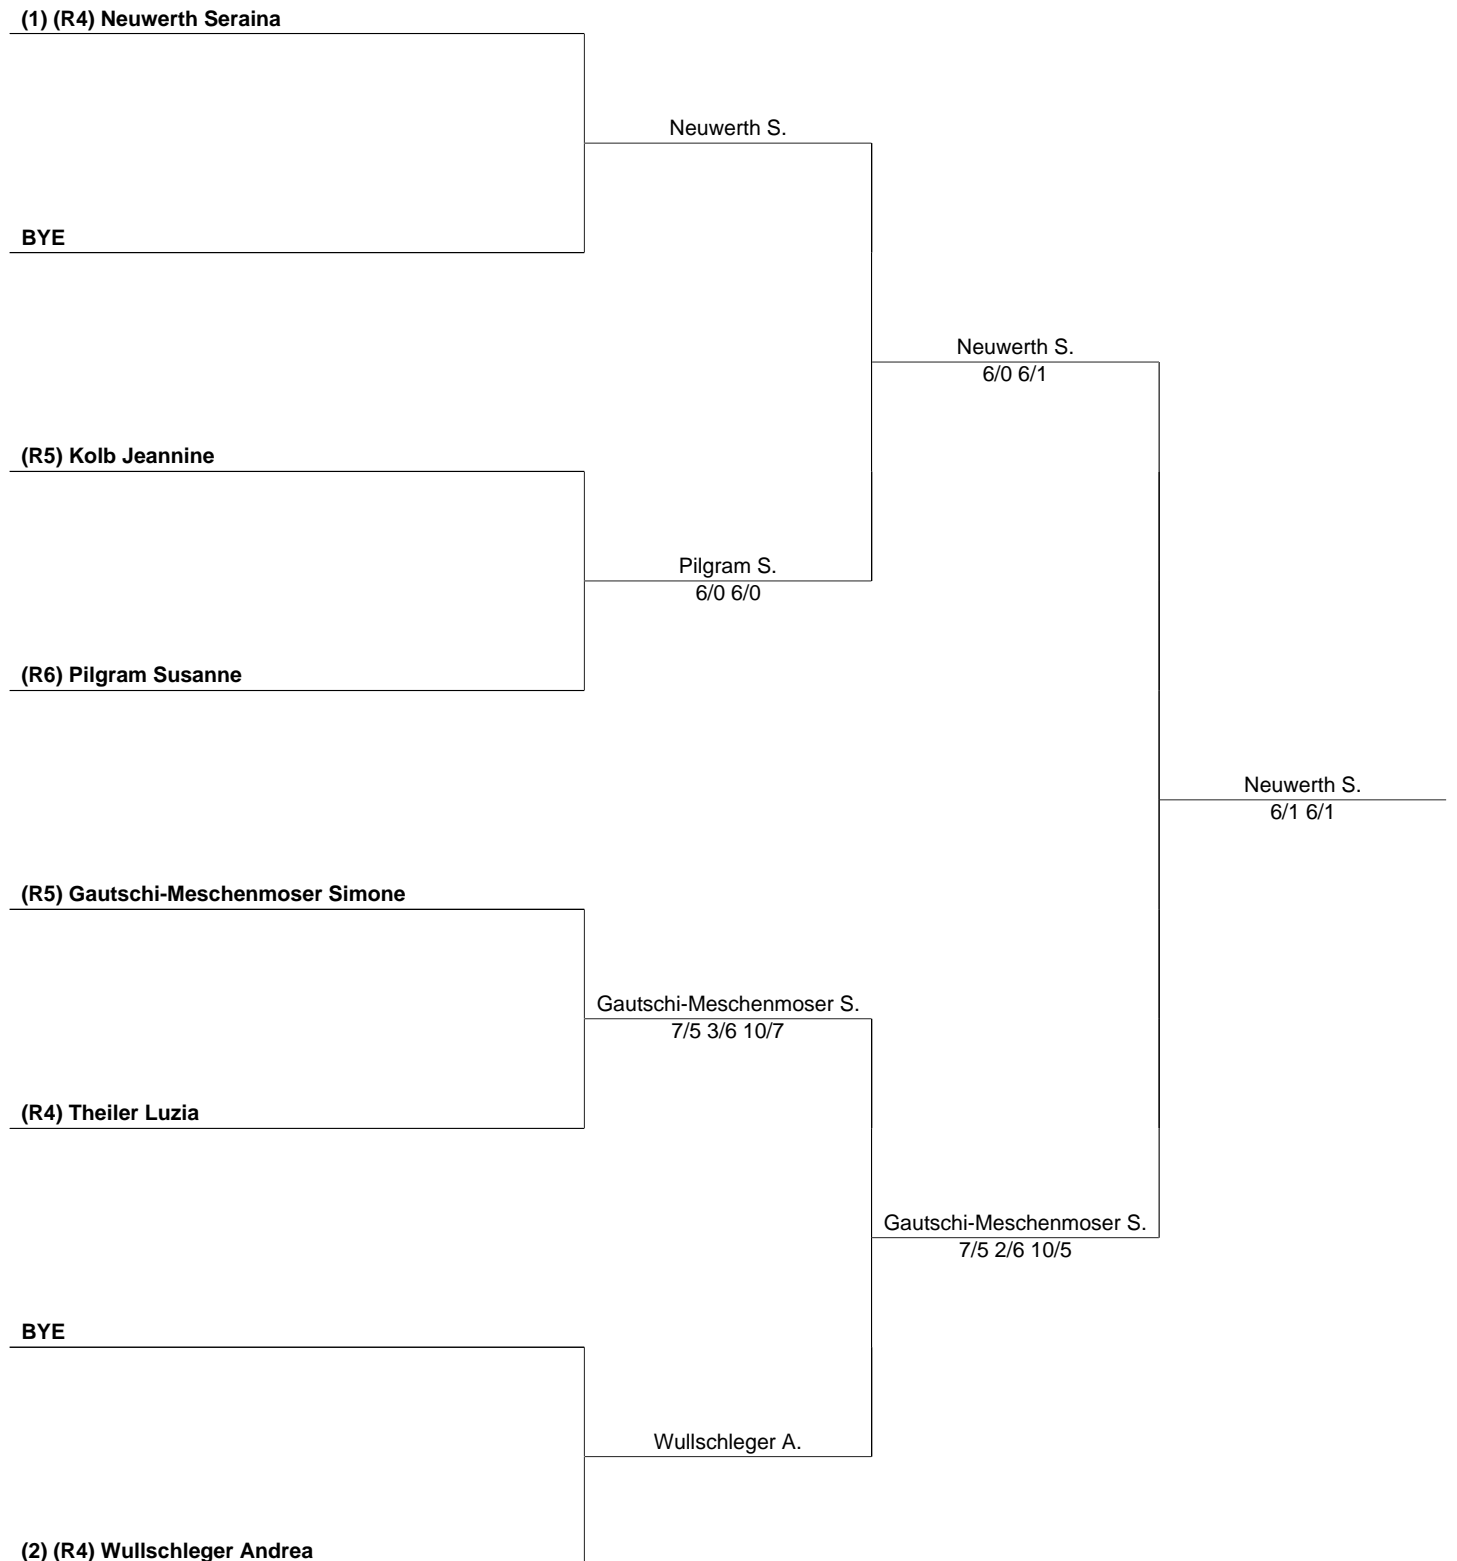 (1) (R4) Neuwerth Seraina
Neuwerth S.
BYE
Neuwerth S.
6/0 6/1
(R5) Kolb Jeannine
Pilgram S.
6/0 6/0
(R6) Pilgram Susanne
Neuwerth S.
6/1 6/1
(R5) Gautschi-Meschenmoser Simone
Gautschi-Meschenmoser S.
7/5 3/6 10/7
(R4) Theiler Luzia
Gautschi-Meschenmoser S.
7/5 2/6 10/5
BYE
Wullschleger A.
(2) (R4) Wullschleger Andrea